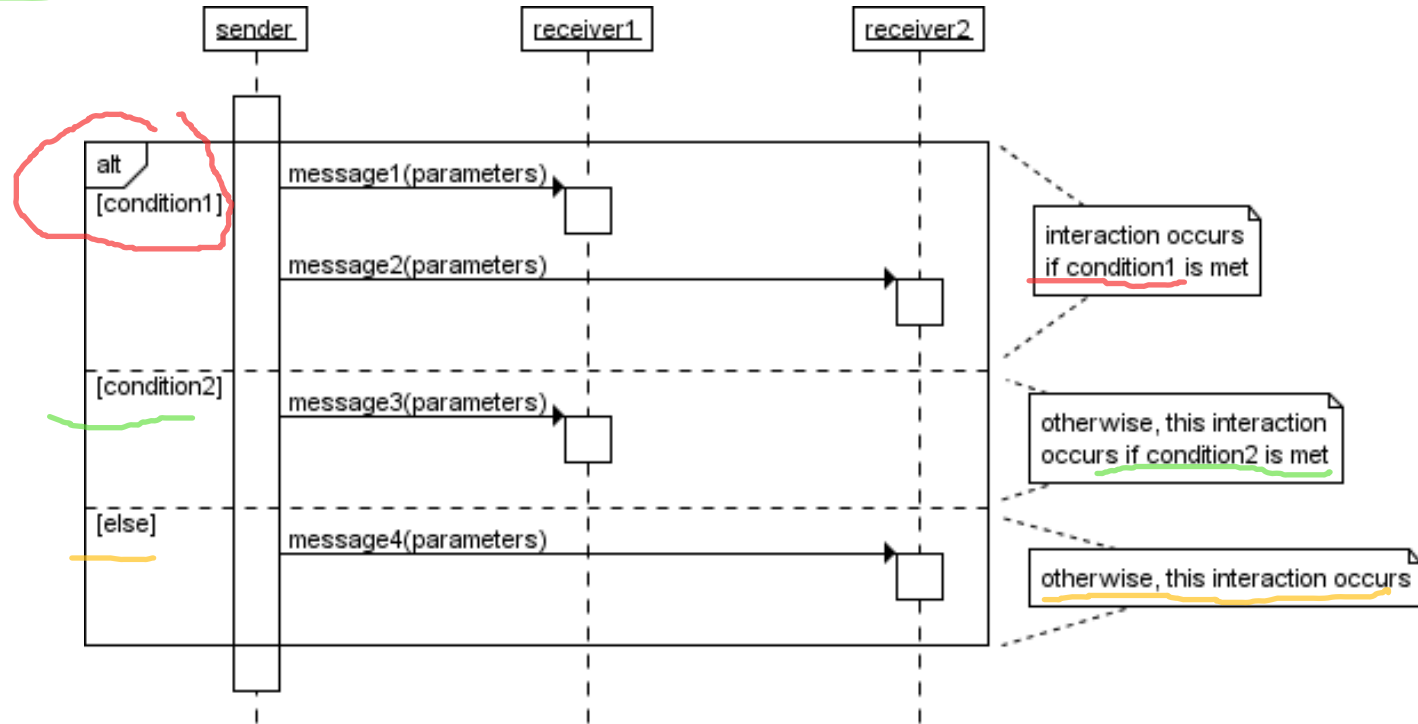 sender
receiver1
receiver2
alt
[condition1]
message1(parameters)
message2(parameters)
interaction occurs
if condition1 is met
[condition2]
message3(parameters)
otherwise, this interaction
occurs if condition2 is met
[else]
message4(parameters)
otherwise, this interaction occurs